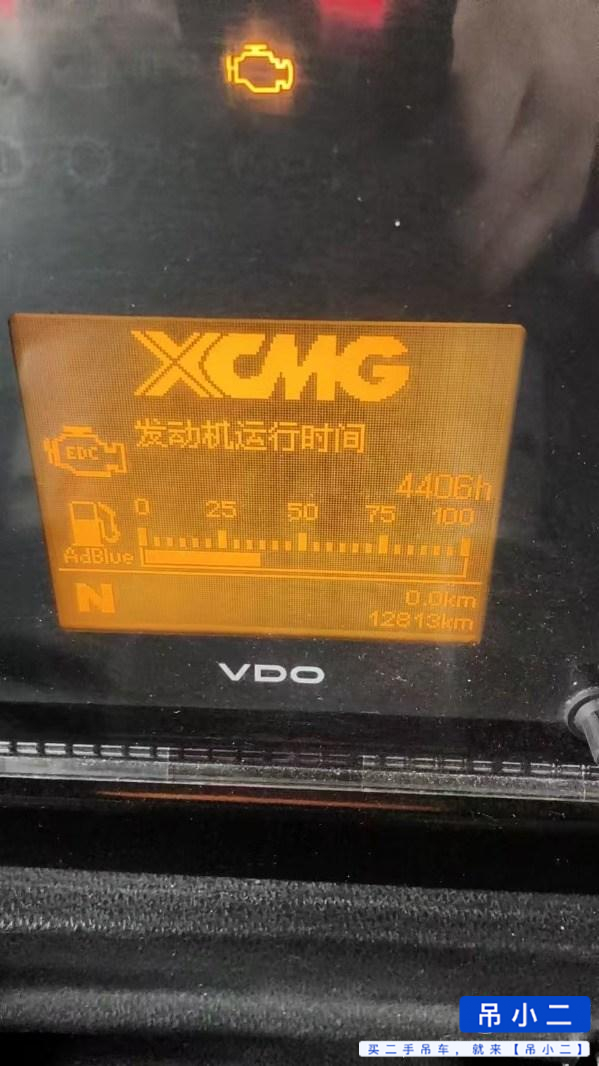 XCMG
发动机运行时间
EDC
4406h
0 25 50 75 100
AdBlue
N
0.0km
12813km
VDO
吊小二
买二手吊车，就来【吊小二】